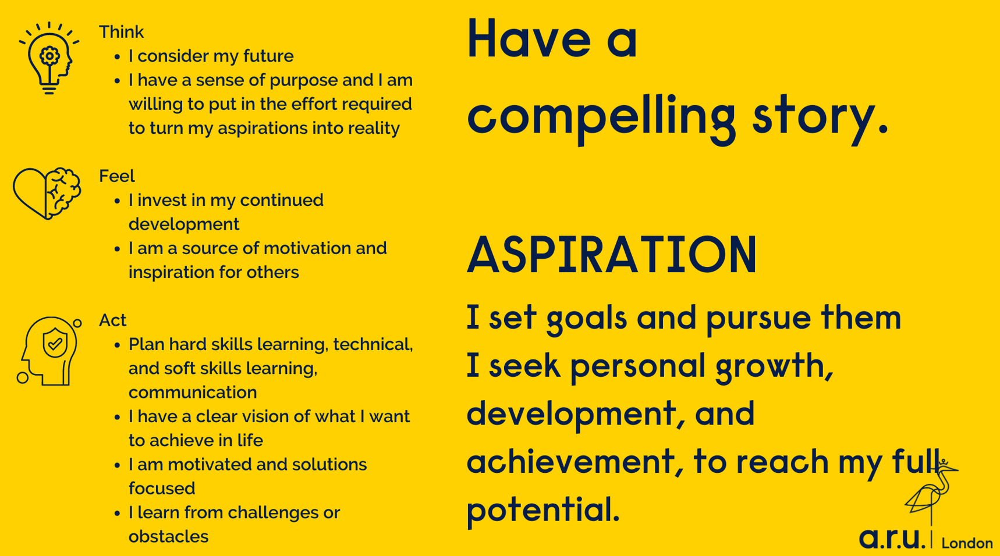 Think
• I consider my future
• I have a sense of purpose and I am
willing to put in the effort required
to turn my aspirations into reality
Feel
• I invest in my continued
development
• I am a source of motivation and
inspiration for others
Act
• Plan hard skills learning, technical,
and soft skills learning,
communication
• I have a clear vision of what I want
to achieve in life
• I am motivated and solutions
focused
• I learn from challenges or
obstacles
Have a
compelling story.
ASPIRATION
I set goals and pursue them
I seek personal growth,
development, and
achievement, to reach my full
potential.
a.r.u. London